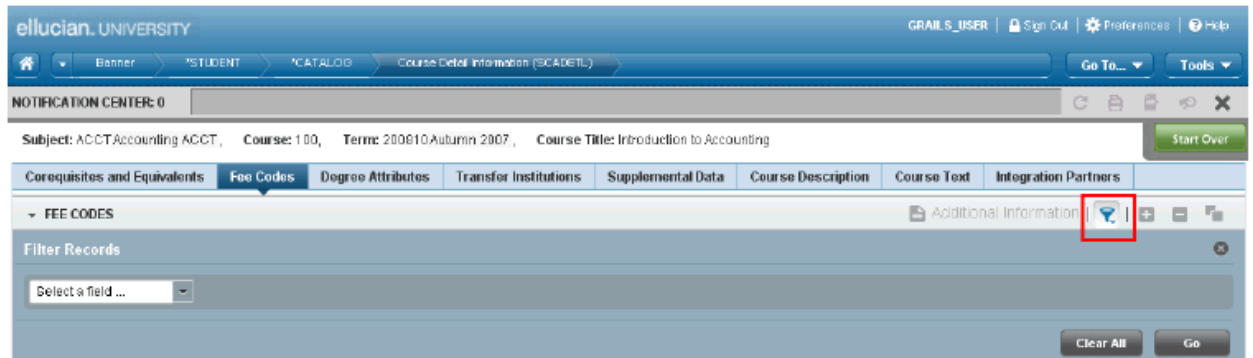 ellucian. UNIVERSITY GRAILS_USER | Sign Out | Preferences | Help
Banner *STUDENT *CATALOG Course Detail Information (SCADETL) Go To... Tools
NOTIFICATION CENTER: 0
Subject: ACCT Accounting ACCT, Course: 100, Term: 200810 Autumn 2007, Course Title: Introduction to Accounting Start Over
Corequisites and Equivalents Fee Codes Degree Attributes Transfer Institutions Supplemental Data Course Description Course Text Integration Partners
FEE CODES Additional Information | |
Filter Records
Select a field ...
Clear All Go